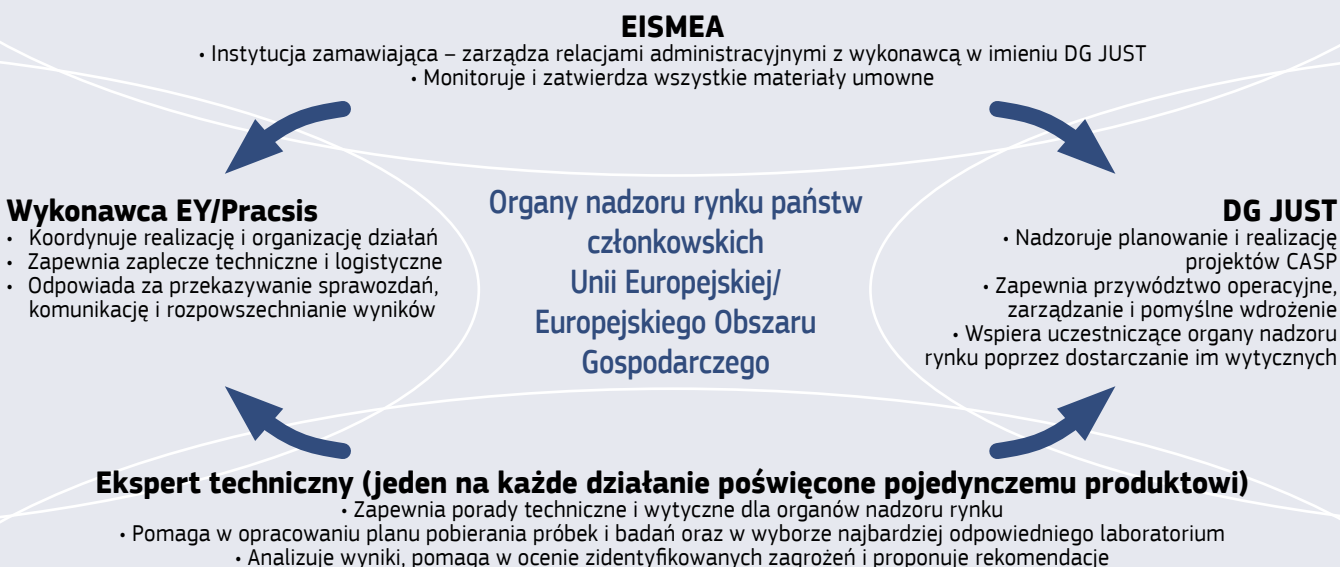 EISMEA
• Instytucja zamawiająca – zarządza relacjami administracyjnymi z wykonawcą w imieniu DG JUST
• Monitoruje i zatwierdza wszystkie materiały umowne
Wykonawca EY/Pracsis
• Koordynuje realizację i organizację działań
• Zapewnia zaplecze techniczne i logistyczne
• Odpowiada za przekazywanie sprawozdań,
komunikację i rozpowszechnianie wyników
Organy nadzoru rynku państw
członkowskich
Unii Europejskiej/
Europejskiego Obszaru
Gospodarczego
DG JUST
• Nadzoruje planowanie i realizację
projektów CASP
• Zapewnia przywództwo operacyjne,
zarządzanie i pomyślne wdrożenie
• Wspiera uczestniczące organy nadzoru
rynku poprzez dostarczanie im wytycznych
Ekspert techniczny (jeden na każde działanie poświęcone pojedynczemu produktowi)
• Zapewnia porady techniczne i wytyczne dla organów nadzoru rynku
• Pomaga w opracowaniu planu pobierania próbek i badań oraz w wyborze najbardziej odpowiedniego laboratorium
• Analizuje wyniki, pomaga w ocenie zidentyfikowanych zagrożeń i proponuje rekomendacje